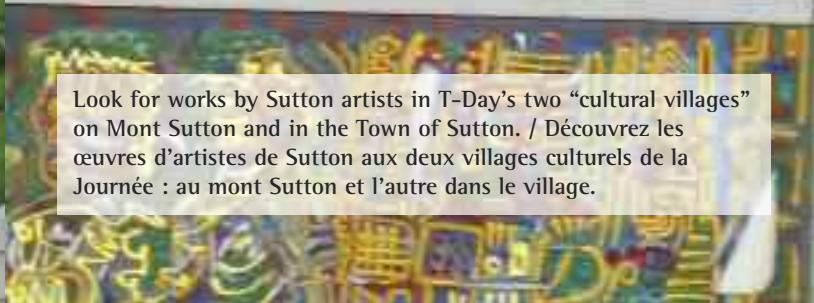 Look for works by Sutton artists in T-Day’s two “cultural villages”
on Mont Sutton and in the Town of Sutton. / Découvrez les
œuvres d’artistes de Sutton aux deux villages culturels de la
Journée : au mont Sutton et l’autre dans le village.